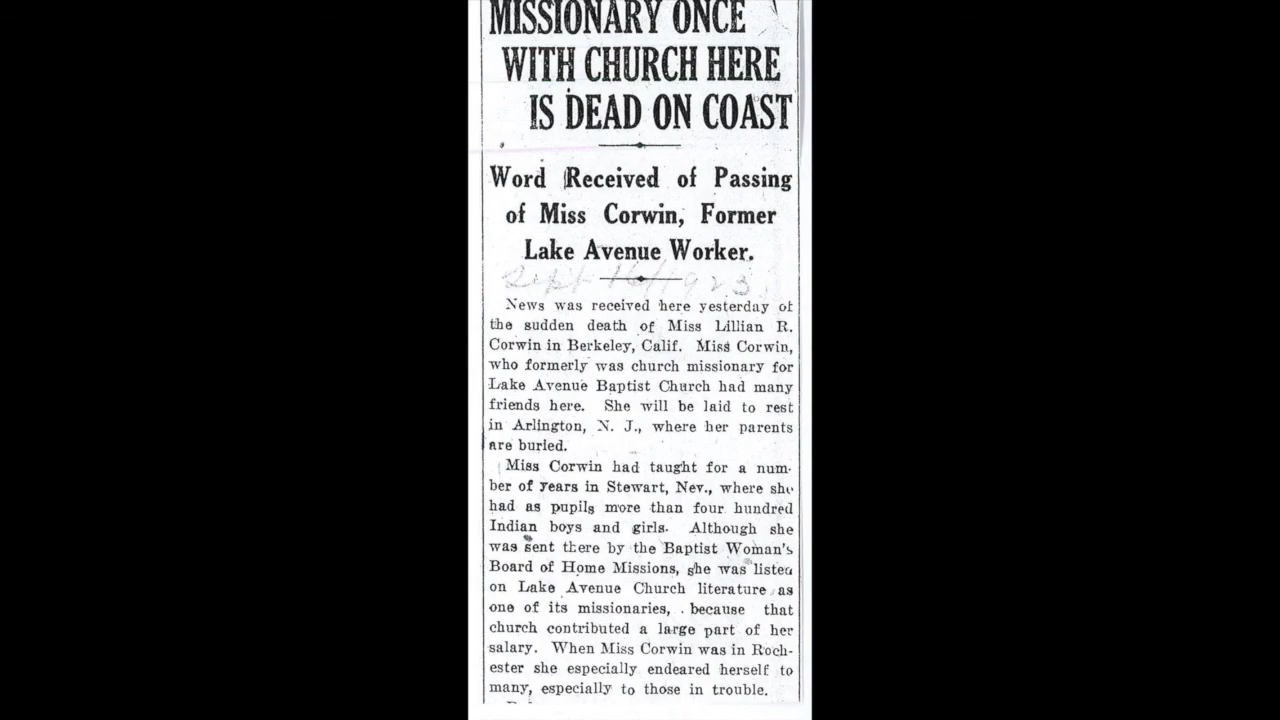 MISSIONARY ONCE
WITH CHURCH HERE
IS DEAD ON COAST
Word Received of Passing
of Miss Corwin, Former
Lake Avenue Worker.
Sept 16/1923.
News was received here yesterday of
the sudden death of Miss Lillian R.
Corwin in Berkeley, Calif. Miss Corwin,
who formerly was church missionary for
Lake Avenue Baptist Church had many
friends here. She will be laid to rest
in Arlington, N. J., where her parents
are buried.
Miss Corwin had taught for a num-
ber of years in Stewart, Nev., where she
had as pupils more than four hundred
Indian boys and girls. Although she
was sent there by the Baptist Woman's
Board of Home Missions, she was listed
on Lake Avenue Church literature as
one of its missionaries, because that
church contributed a large part of her
salary. When Miss Corwin was in Roch-
ester she especially endeared herself to
many, especially to those in trouble.